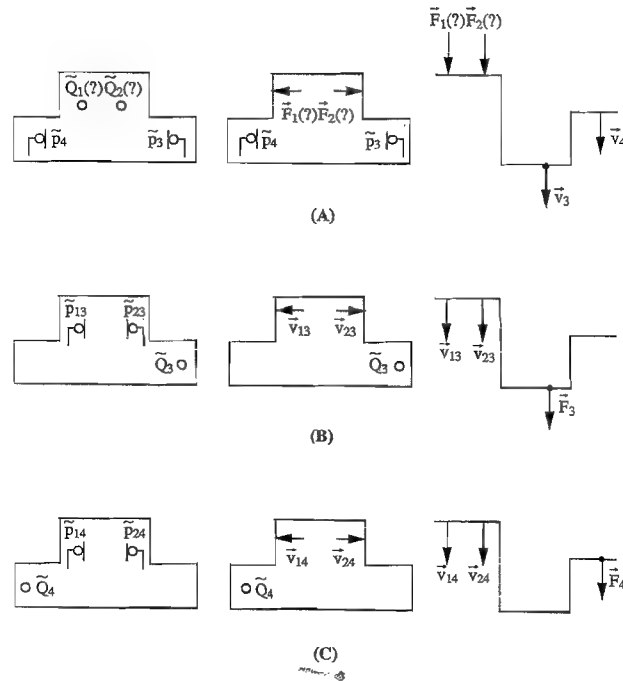 F⃗₁(?)F⃗₂(?)
Q̃₁(?)Q̃₂(?)
F⃗₁(?)F⃗₂(?)
p̃₄
p̃₃
p̃₄
p̃₃
v⃗₄
v⃗₃
(A)
p̃₁₃
p̃₂₃
v⃗₁₃
v⃗₂₃
v⃗₁₃
v⃗₂₃
Q̃₃
Q̃₃
F⃗₃
(B)
p̃₁₄
p̃₂₄
v⃗₁₄
v⃗₂₄
v⃗₁₄
v⃗₂₄
Q̃₄
Q̃₄
F⃗₄
(C)